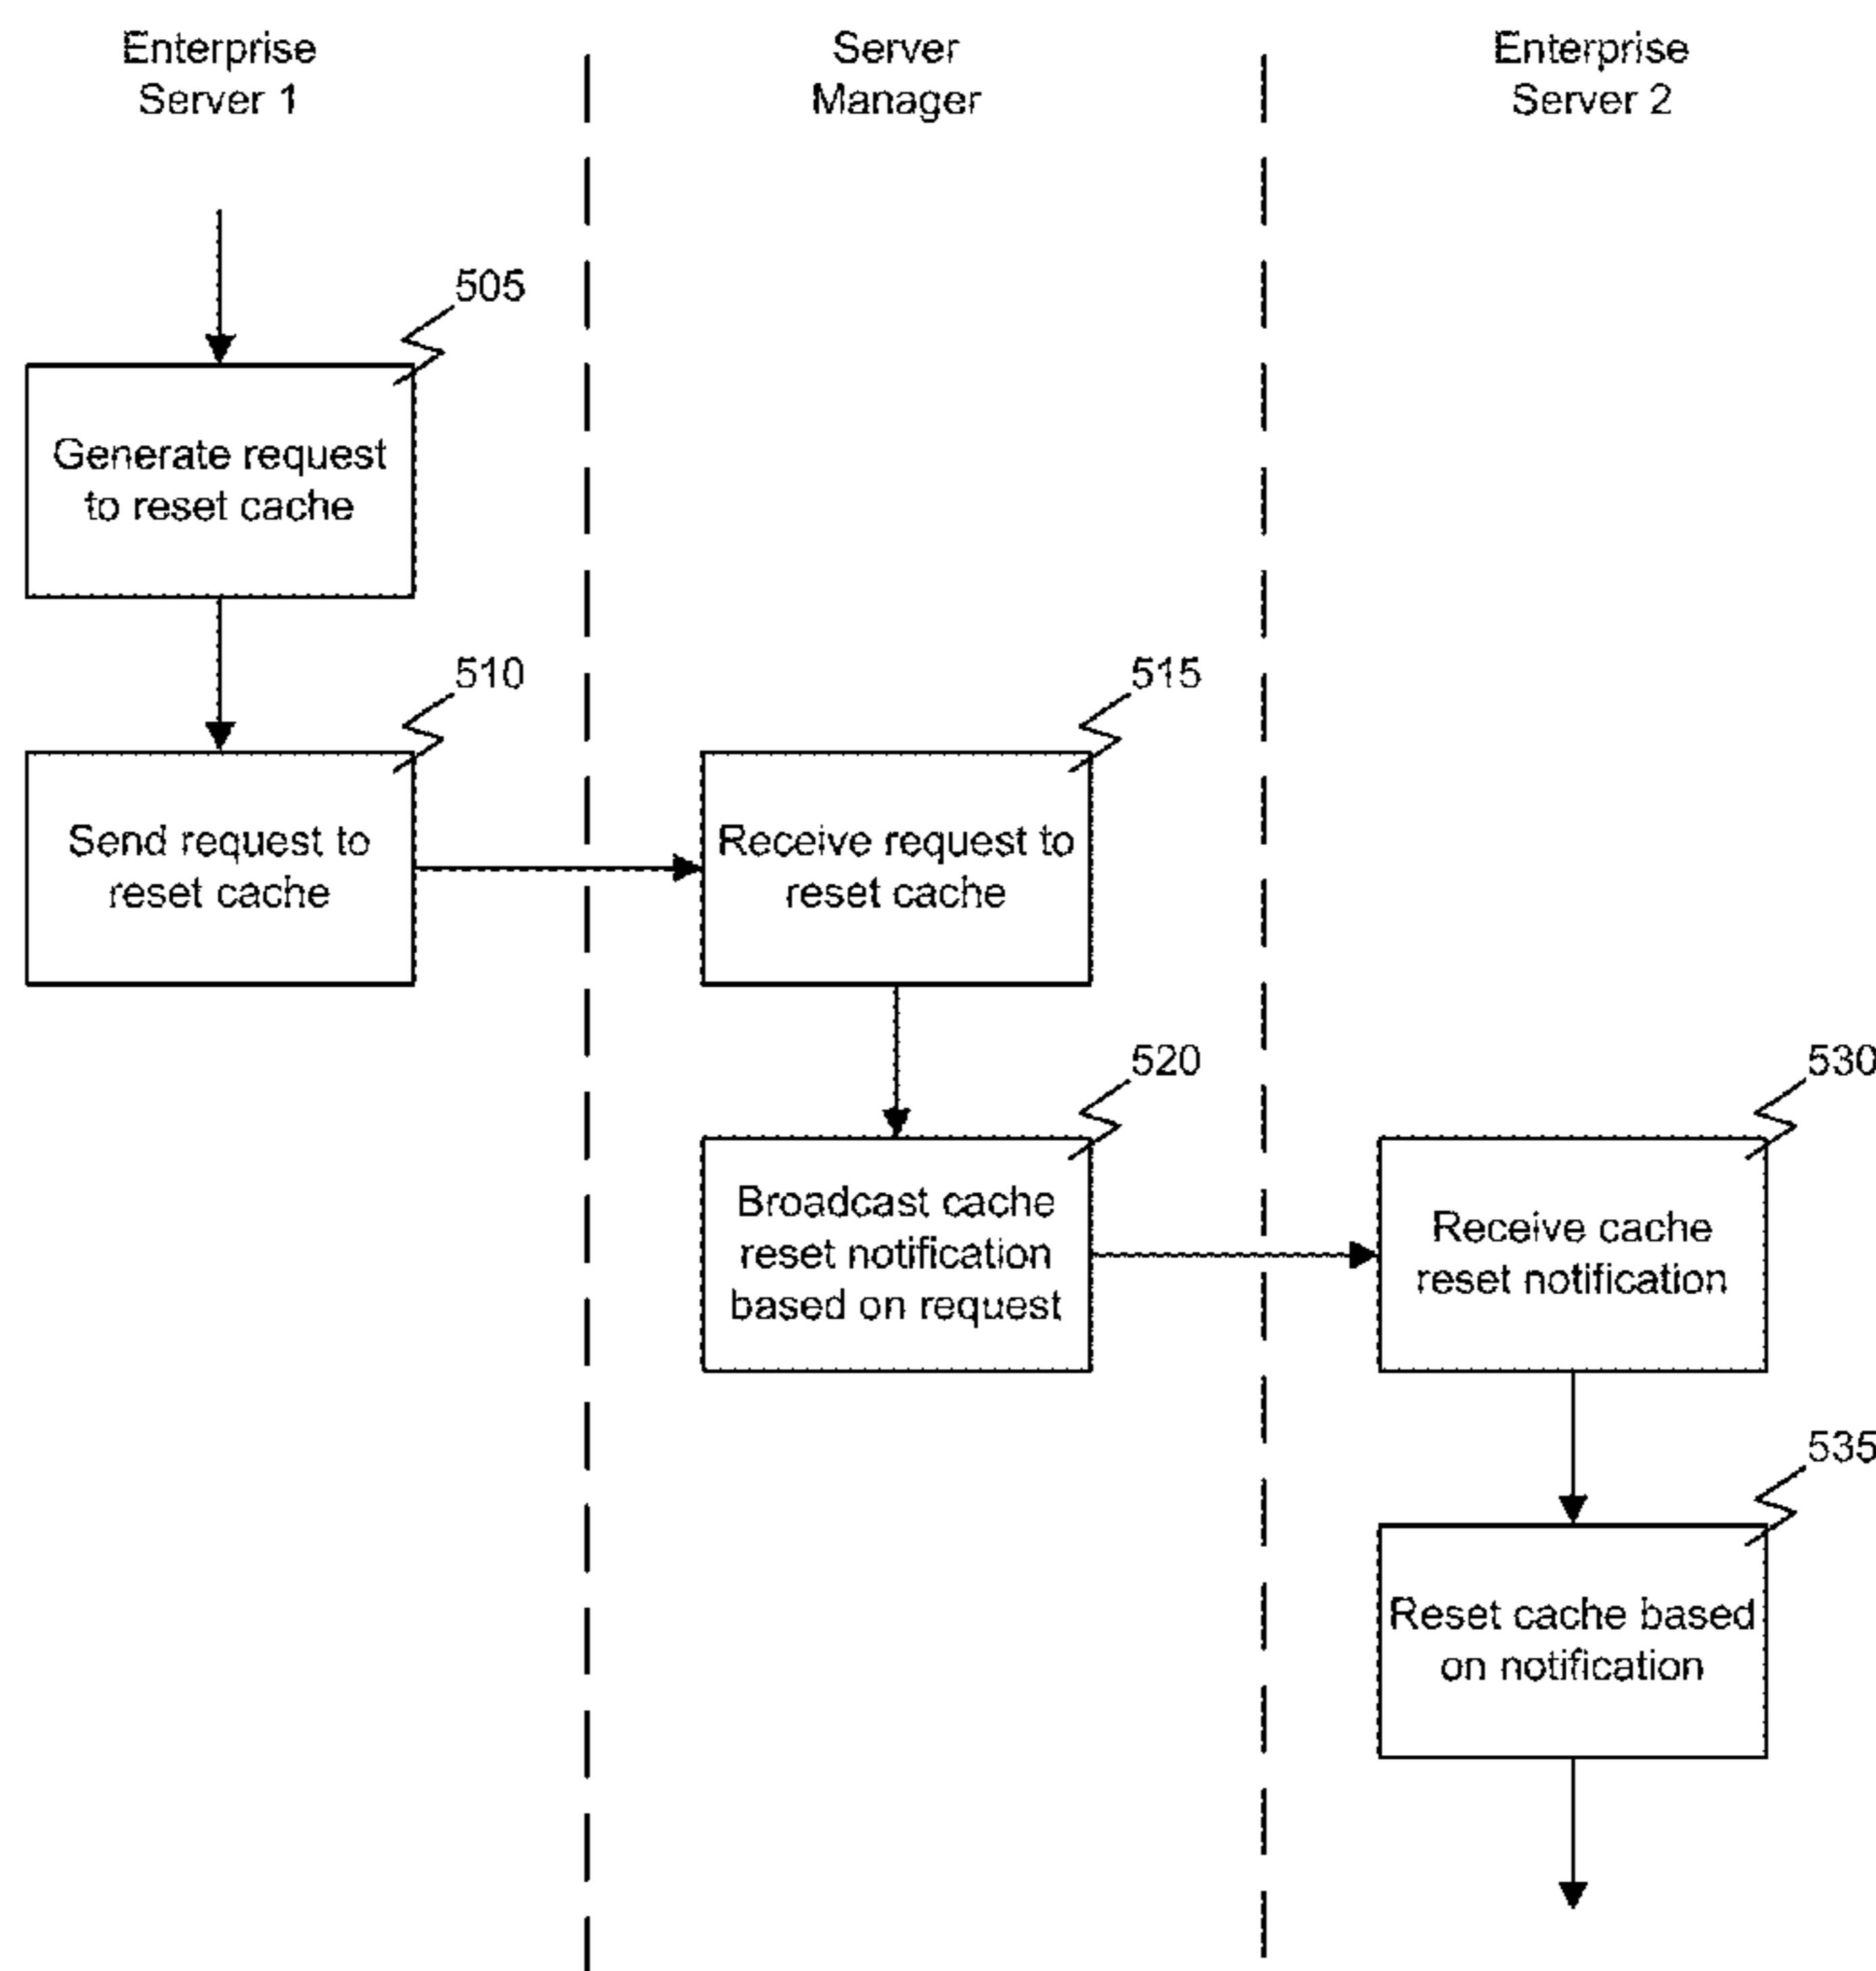 Enterprise
Server 1
Server
Manager
Enterprise
Server 2
505
Generate request
to reset cache
510
Send request to
reset cache
515
Receive request to
reset cache
520
Broadcast cache
reset notification
based on request
530
Receive cache
reset notification
535
Reset cache based
on notification